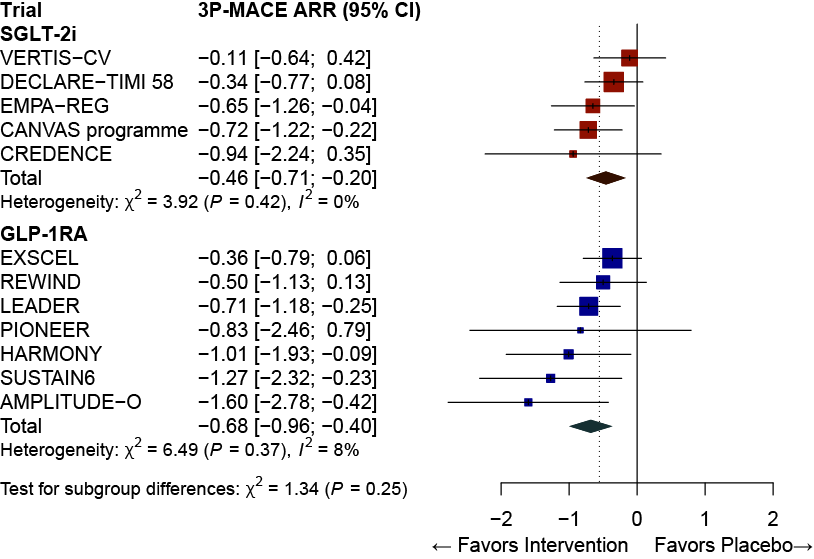 Trial 3P−MACE ARR (95% CI)
SGLT−2i
VERTIS−CV −0.11 [−0.64; 0.42]
DECLARE−TIMI 58 −0.34 [−0.77; 0.08]
EMPA−REG −0.65 [−1.26; −0.04]
CANVAS programme −0.72 [−1.22; −0.22]
CREDENCE −0.94 [−2.24; 0.35]
Total −0.46 [−0.71; −0.20]
Heterogeneity: χ² = 3.92 (P = 0.42), I² = 0%
GLP−1RA
EXSCEL −0.36 [−0.79; 0.06]
REWIND −0.50 [−1.13; 0.13]
LEADER −0.71 [−1.18; −0.25]
PIONEER −0.83 [−2.46; 0.79]
HARMONY −1.01 [−1.93; −0.09]
SUSTAIN6 −1.27 [−2.32; −0.23]
AMPLITUDE−O −1.60 [−2.78; −0.42]
Total −0.68 [−0.96; −0.40]
Heterogeneity: χ² = 6.49 (P = 0.37), I² = 8%
Test for subgroup differences: χ² = 1.34 (P = 0.25)
−2 −1 0 1 2
← Favors Intervention Favors Placebo→